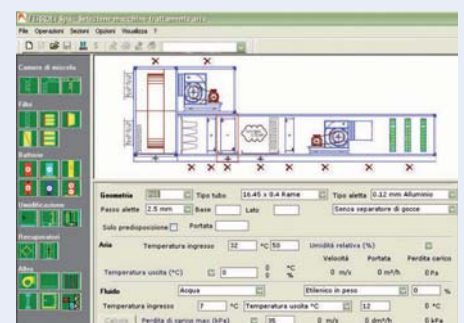 File Operazioni Sezioni Opzioni Visualizza ?
Camere di miscela
Filtri
Batterie
Umidificazione
Recuperatori
Altro
Geometria Tipo tubo 16.45 x 0.4 Rame Tipo aletta 0.12 mm Alluminio
Passo alette 2.5 mm Base Lato Senza separatore di gocce
Solo predisposizione Portata
Aria Temperatura ingresso 32 °C 50 Umidità relativa (%)
Velocità Portata Perdita carico
Temperatura uscita (°C) 0 0 °C 0 m/s 0 m³/h 0 Pa
0 %
Fluido Acqua Etilenico in peso 0 %
Temperatura ingresso 7 °C Temperatura uscita °C 12 0 °C
Calcola Perdita di carico max (kPa) 35 0 m/s 0 dm³/h 0 kPa